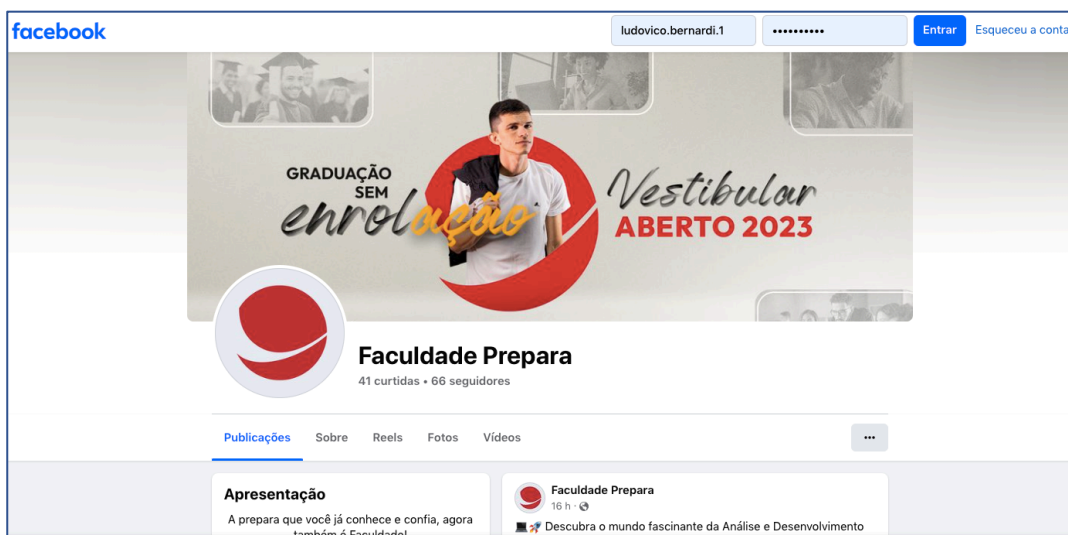 facebook
ludovico.bernardi.1
••••••••••
Entrar
Esqueceu a conta
GRADUAÇÃO
SEM
enrolação
Vestibular
ABERTO 2023
Faculdade Prepara
41 curtidas • 66 seguidores
Publicações
Sobre
Reels
Fotos
Vídeos
Apresentação
A prepara que você já conhece e confia, agora
também é Faculdade!
Faculdade Prepara
16 h ·
Descubra o mundo fascinante da Análise e Desenvolvimento